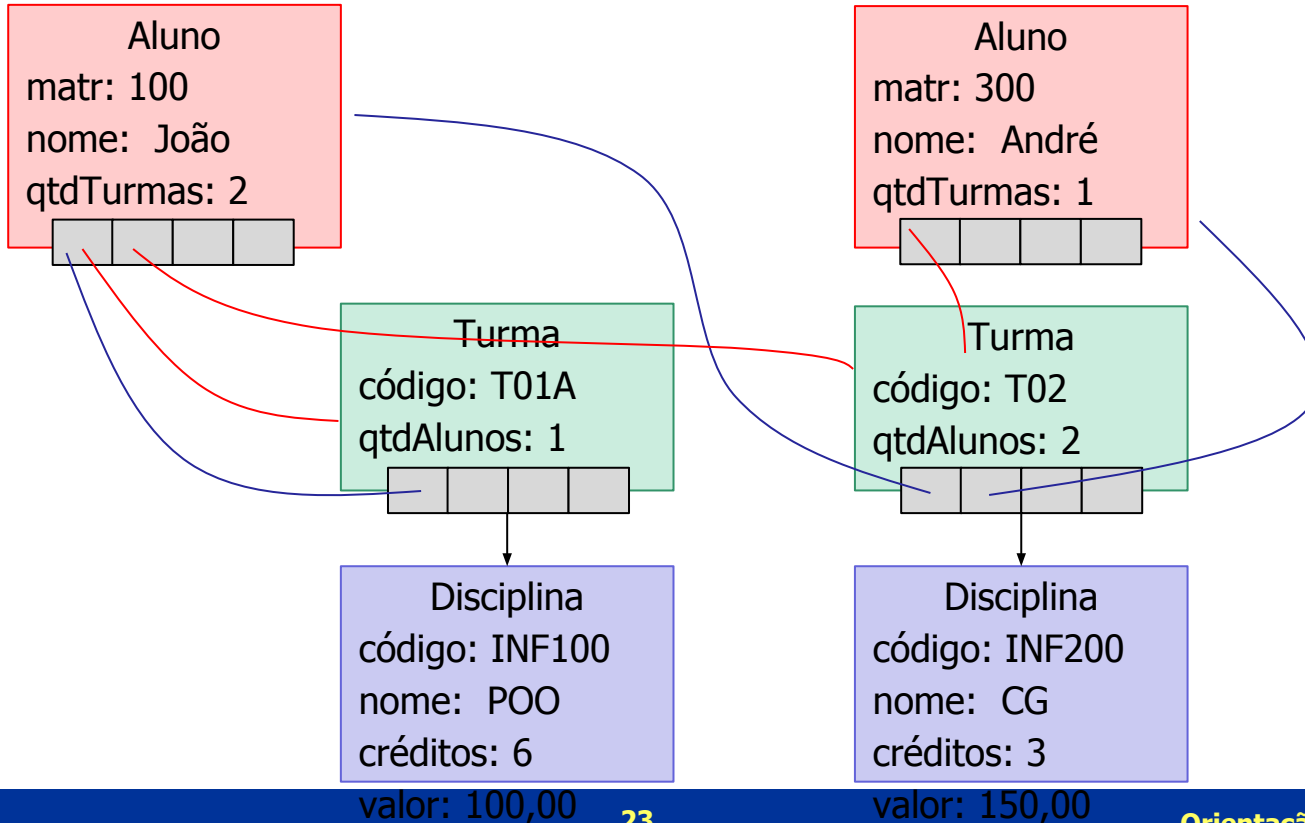 Aluno
matr: 100
nome: João
qtdTurmas: 2
Aluno
matr: 300
nome: André
qtdTurmas: 1
Turma
código: T01A
qtdAlunos: 1
Turma
código: T02
qtdAlunos: 2
Disciplina
código: INF100
nome: POO
créditos: 6
valor: 100,00
Disciplina
código: INF200
nome: CG
créditos: 3
valor: 150,00
23